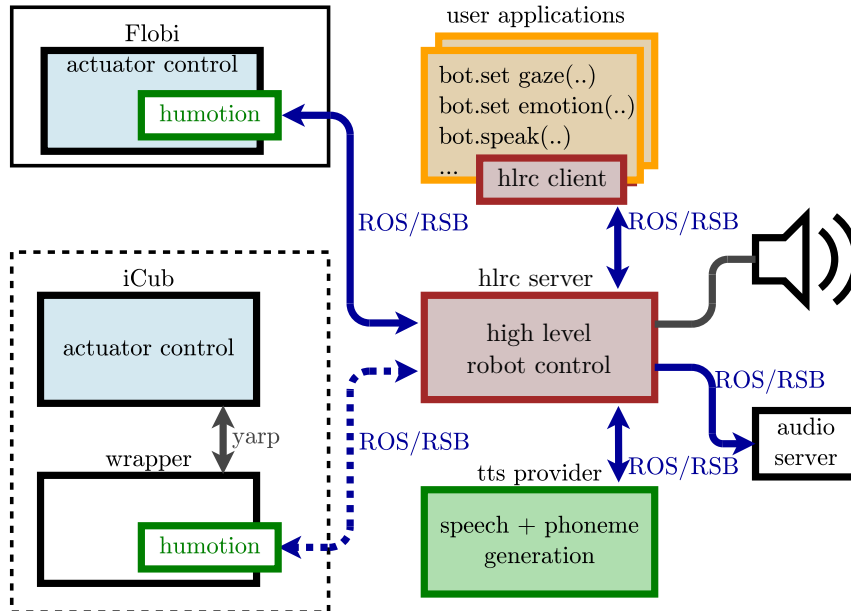 Flobi
actuator control
humotion
user applications
bot.set gaze(..)
bot.set emotion(..)
bot.speak(..)
...
hlrc client
ROS/RSB
ROS/RSB
iCub
actuator control
yarp
wrapper
humotion
ROS/RSB
hlrc server
high level
robot control
ROS/RSB
audio
server
tts provider
ROS/RSB
speech + phoneme
generation